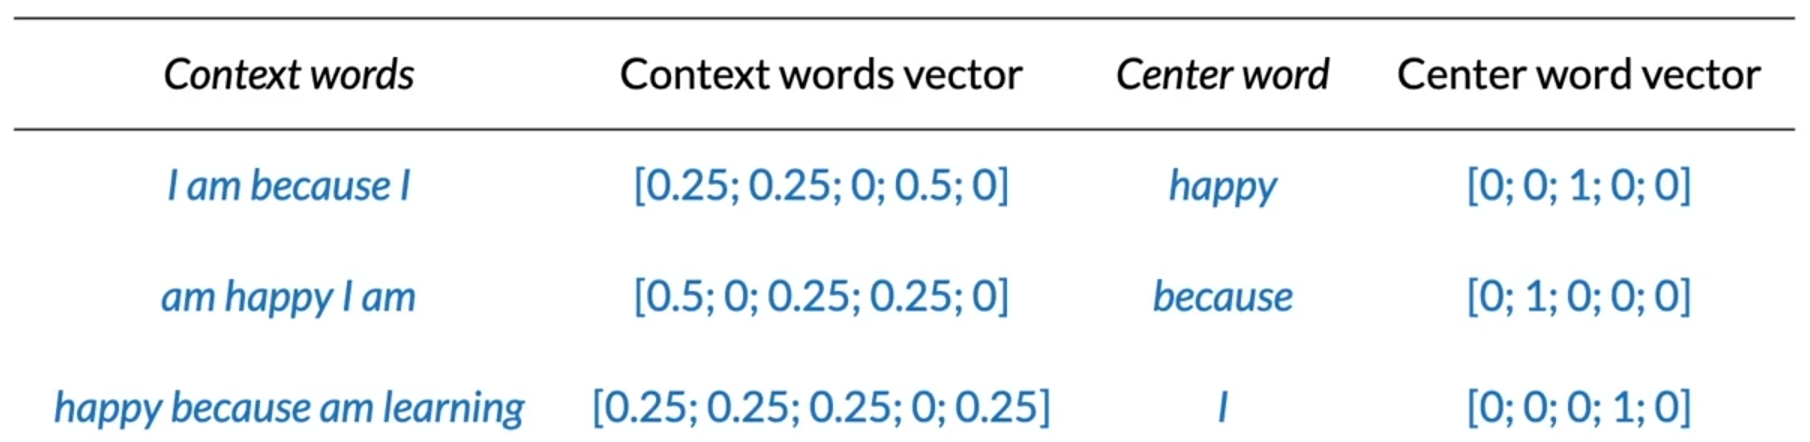 Context words Context words vector Center word Center word vector
I am because I [0.25; 0.25; 0; 0.5; 0] happy [0; 0; 1; 0; 0]
am happy I am [0.5; 0; 0.25; 0.25; 0] because [0; 1; 0; 0; 0]
happy because am learning [0.25; 0.25; 0.25; 0; 0.25] I [0; 0; 0; 1; 0]